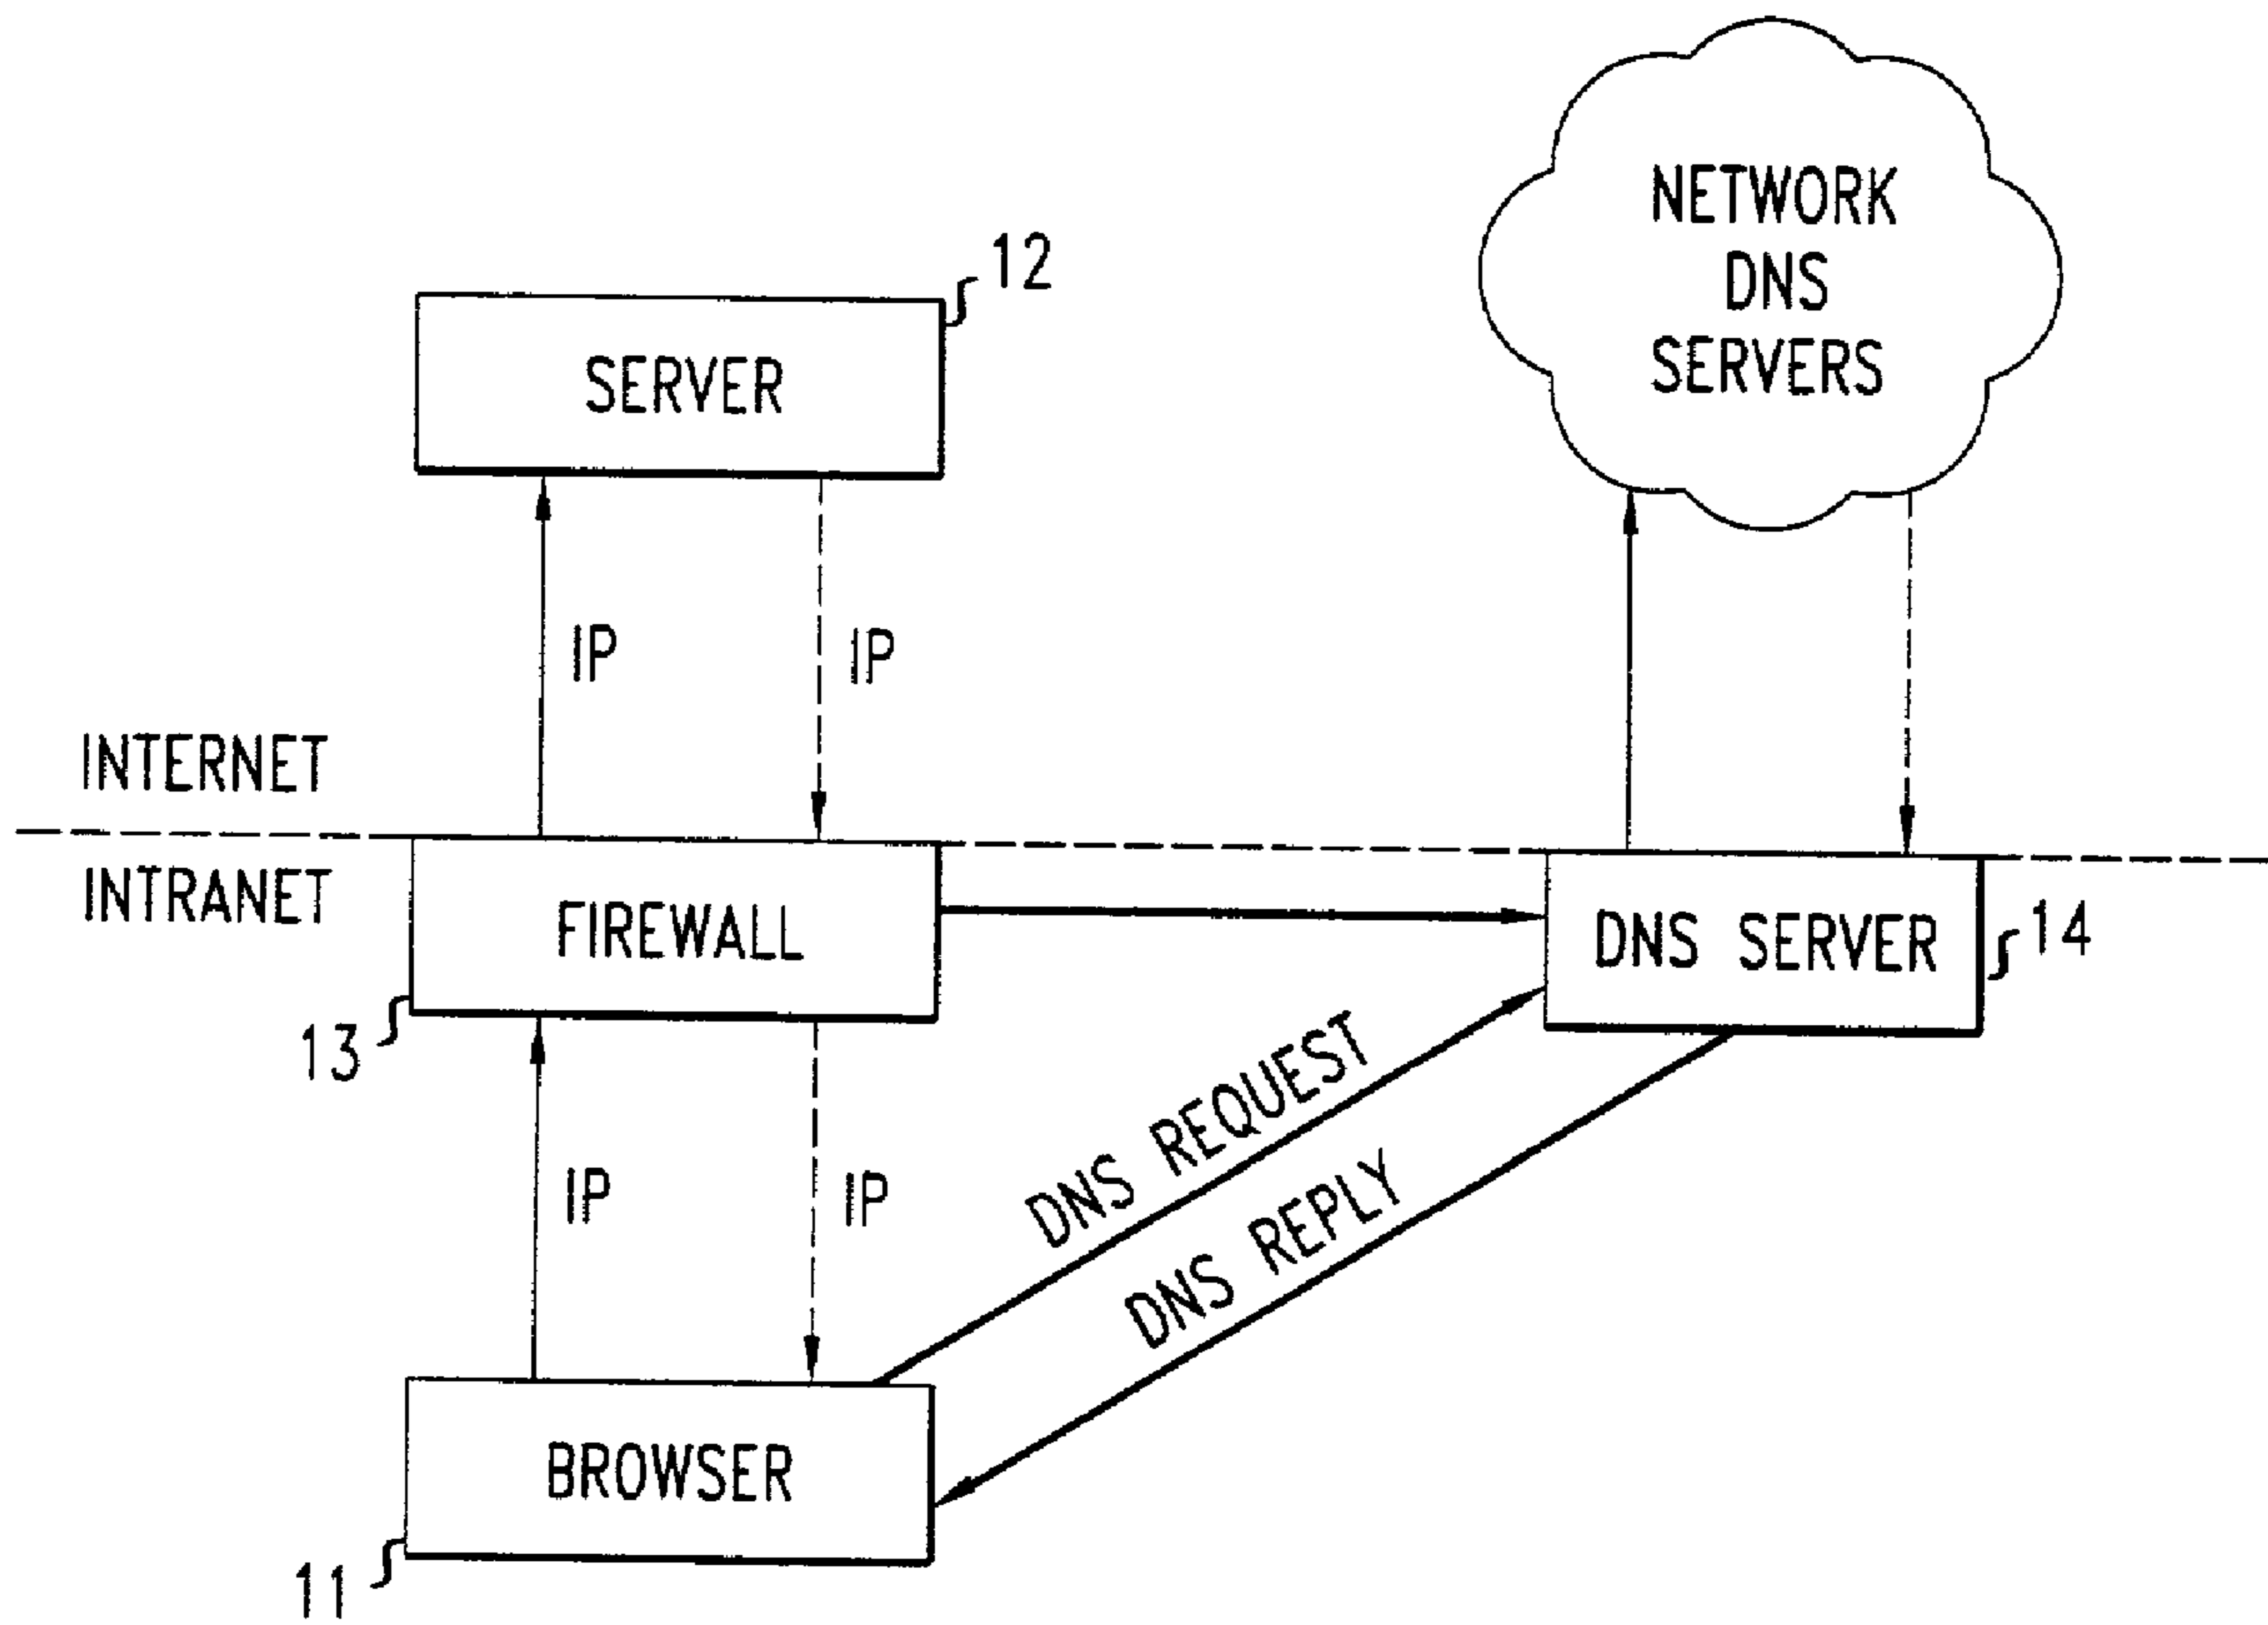 NETWORK
DNS
SERVERS
12
SERVER
IP
IP
INTERNET
INTRANET
FIREWALL
DNS SERVER
14
13
DNS REQUEST
DNS REPLY
IP
IP
BROWSER
11